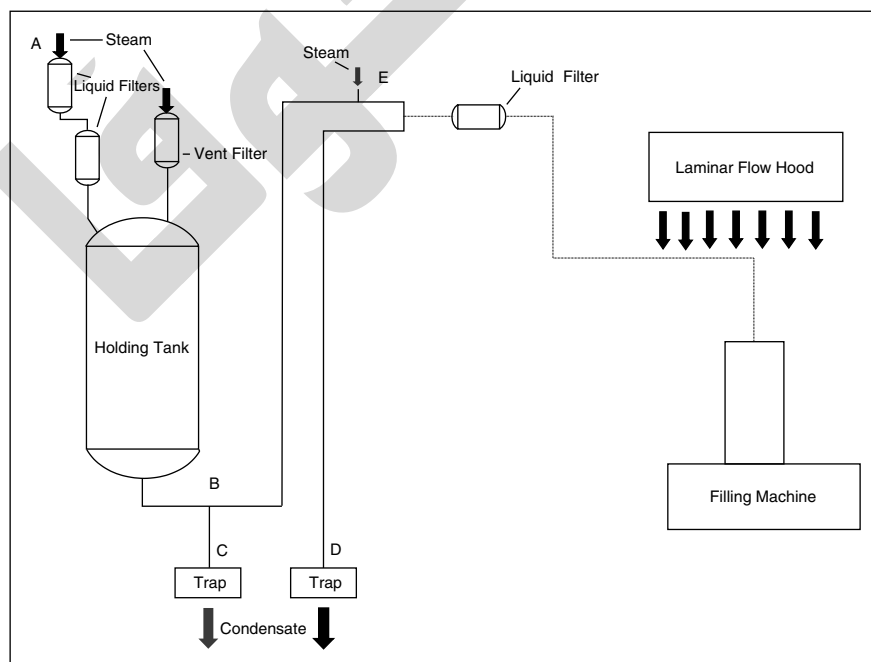 A
Steam
Steam
E
Liquid Filter
Liquid Filters
Vent Filter
Laminar Flow Hood
Holding Tank
B
Filling Machine
C
D
Trap
Trap
Condensate